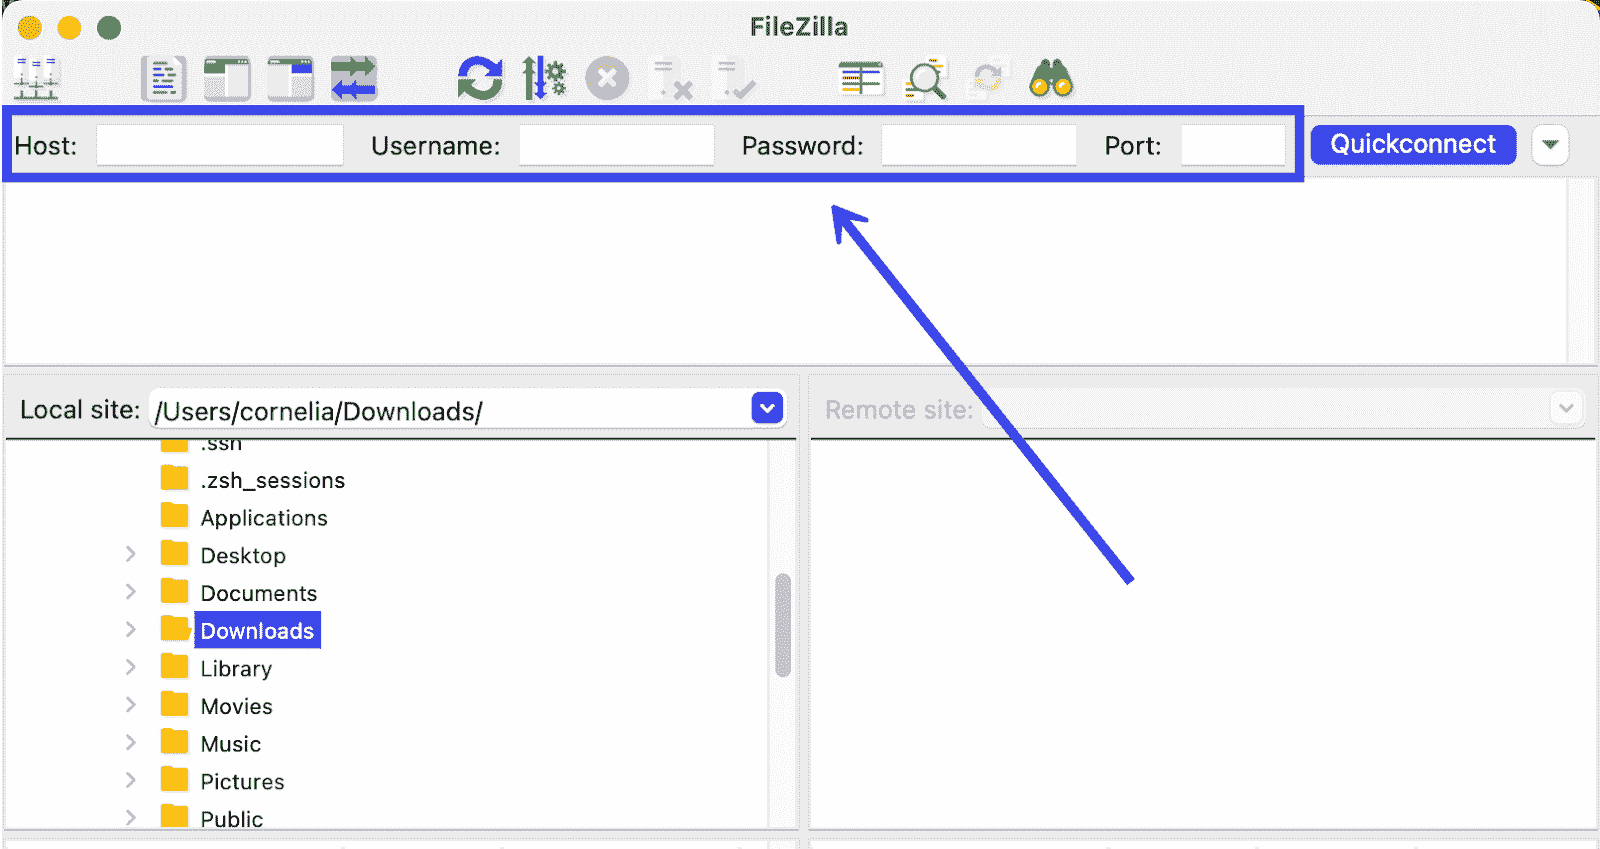 FileZilla
Host: Username: Password: Port: Quickconnect
Local site: /Users/cornelia/Downloads/ Remote site:
.ssh
.zsh_sessions
Applications
Desktop
Documents
Downloads
Library
Movies
Music
Pictures
Public